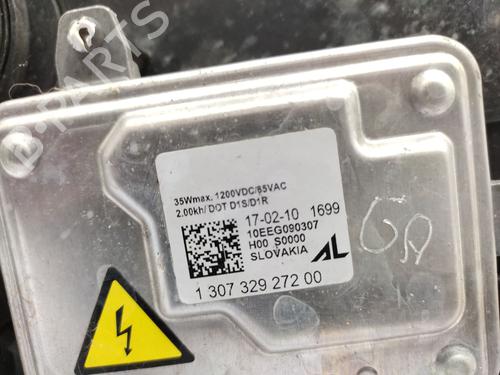 B-PARTS
35Wmax, 1200VDC/85VAC
2.00kh/ DOT D1S/D1R
17-02-10 1699
10EEG090307
H00 S0000
SLOVAKIA AL
1 307 329 272 00